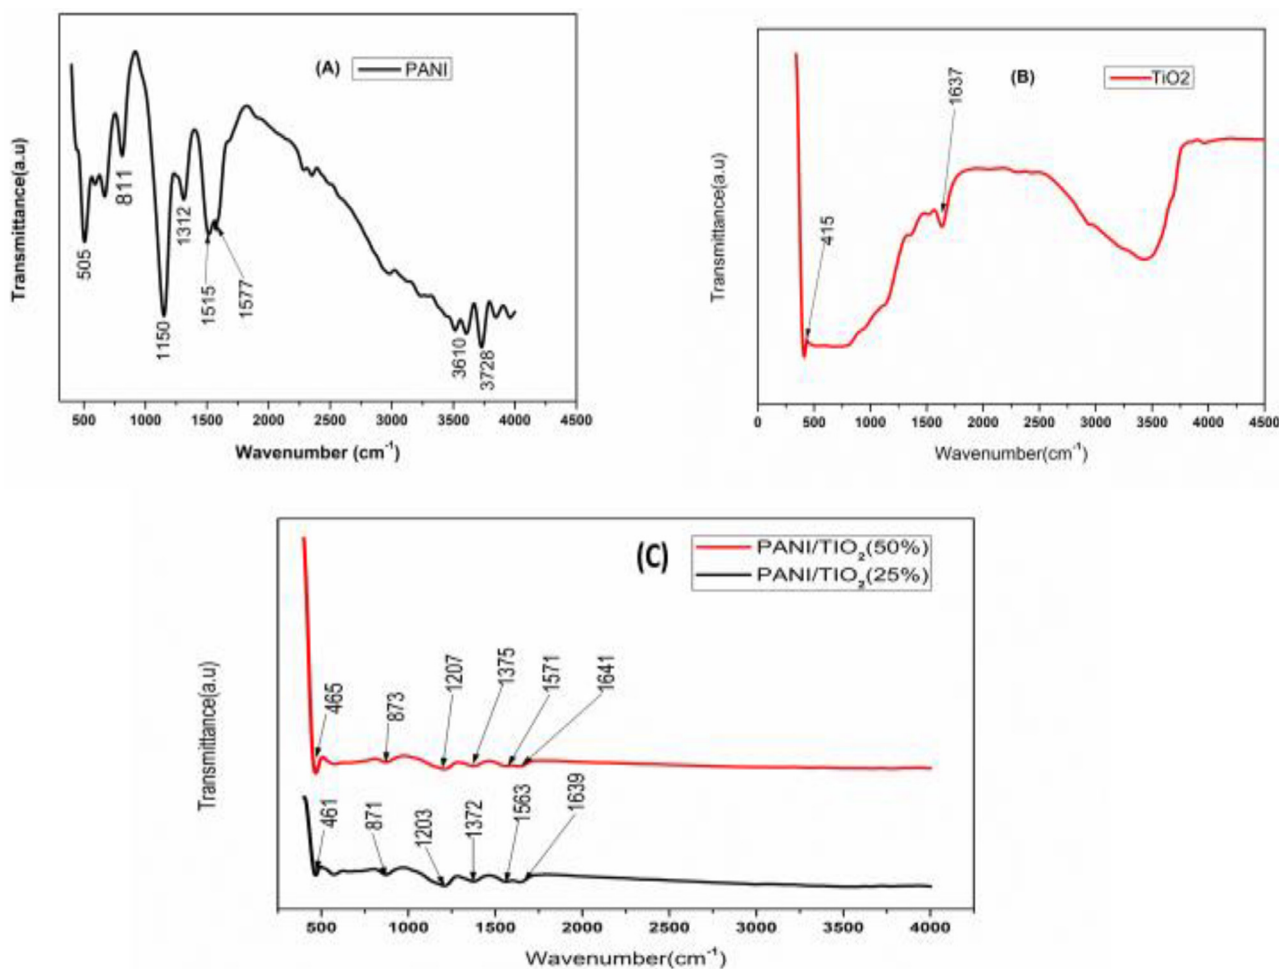 (A)
PANI
Transmittance(a.u)
505
811
1150
1312
1515
1577
3610
3728
500 1000 1500 2000 2500 3000 3500 4000 4500
Wavenumber (cm⁻¹)
(B)
TiO2
Transmittance(a.u)
415
1637
0 500 1000 1500 2000 2500 3000 3500 4000 4500
Wavenumber(cm⁻¹)
(C)
PANI/TIO₂(50%)
PANI/TIO₂(25%)
Transmittance(a.u)
465
873
1207
1375
1571
1641
461
871
1203
1372
1563
1639
500 1000 1500 2000 2500 3000 3500 4000
Wavenumber(cm⁻¹)